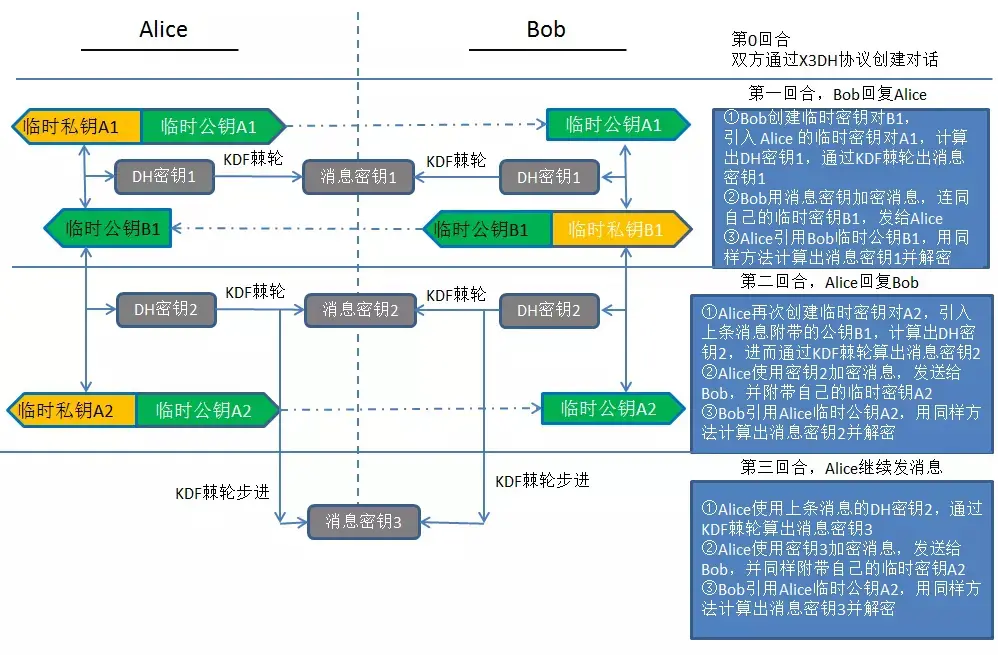 Alice
Bob
第0回合
双方通过X3DH协议创建对话
第一回合，Bob回复Alice
临时私钥A1
临时公钥A1
临时公钥A1
①Bob创建临时密钥对B1，
引入 Alice 的临时密钥对A1，计算
出DH密钥1，通过KDF棘轮出消息
密钥1
②Bob用消息密钥加密消息，连同
自己的临时密钥B1，发给Alice
③Alice引用Bob临时公钥B1，用同
样方法计算出消息密钥1并解密
DH密钥1
KDF棘轮
消息密钥1
KDF棘轮
DH密钥1
临时公钥B1
临时公钥B1
临时私钥B1
第二回合，Alice回复Bob
DH密钥2
KDF棘轮
消息密钥2
KDF棘轮
DH密钥2
①Alice再次创建临时密钥对A2，引入
上条消息附带的公钥B1，计算出DH密
钥2，进而通过KDF棘轮算出消息密钥2
②Alice使用密钥2加密消息，发送给
Bob，并附带自己的临时密钥A2
③Bob引用Alice临时公钥A2，用同样方
法计算出消息密钥2并解密
临时私钥A2
临时公钥A2
临时公钥A2
第三回合，Alice继续发消息
KDF棘轮步进
KDF棘轮步进
消息密钥3
①Alice使用上条消息的DH密钥2，通过
KDF棘轮算出消息密钥3
②Alice使用密钥3加密消息，发送给
Bob，并同样附带自己的临时密钥A2
③Bob引用Alice临时公钥A2，用同样方
法计算出消息密钥3并解密